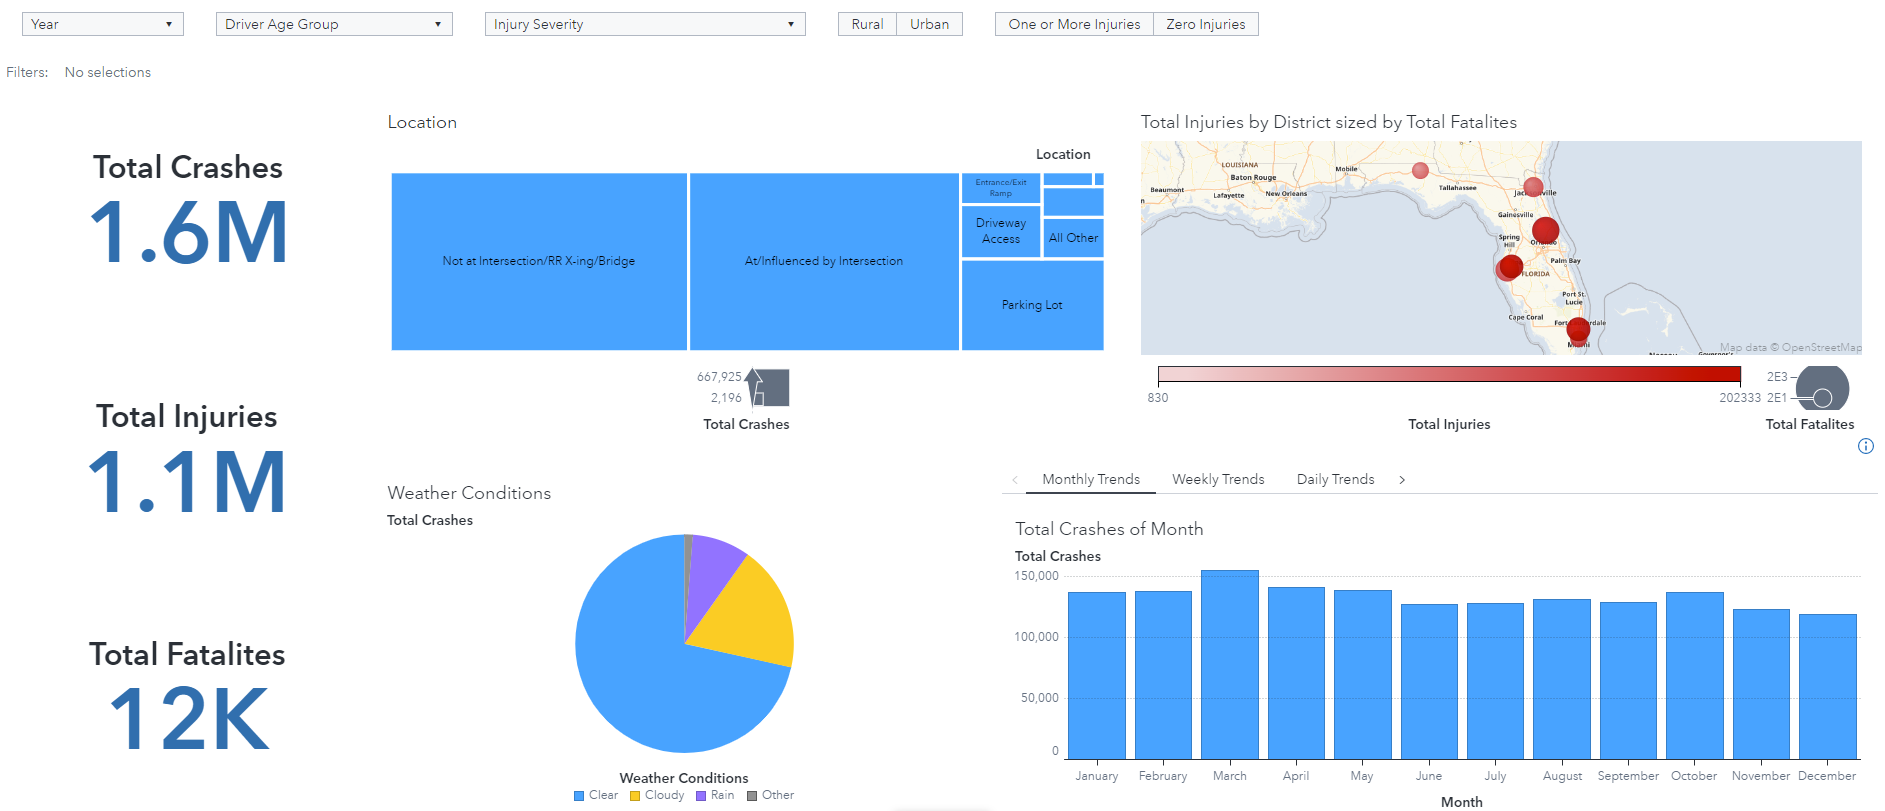 Year
Driver Age Group
Injury Severity
Rural
Urban
One or More Injuries
Zero Injuries
Filters: No selections
Total Crashes
1.6M
Total Injuries
1.1M
Total Fatalites
12K
Location
Location
Not at Intersection/RR X-ing/Bridge
At/Influenced by Intersection
Entrance/Exit
Ramp
Driveway
Access
All Other
Parking Lot
667,925
2,196
Total Crashes
Total Injuries by District sized by Total Fatalites
LOUISIANA
Baton Rouge
Beaumont
Lafayette
New Orleans
Mobile
Tallahassee
Gainesville
Spring
Hill
Palm Bay
FLORIDA
Port St.
Lucie
Cape Coral
Miami
Map data © OpenStreetMap
830
202333
Total Injuries
2E3
2E1
Total Fatalites
Weather Conditions
Total Crashes
Weather Conditions
Clear
Cloudy
Rain
Other
Monthly Trends
Weekly Trends
Daily Trends
Total Crashes of Month
Total Crashes
150,000
100,000
50,000
0
January
February
March
April
May
June
July
August
September
October
November
December
Month